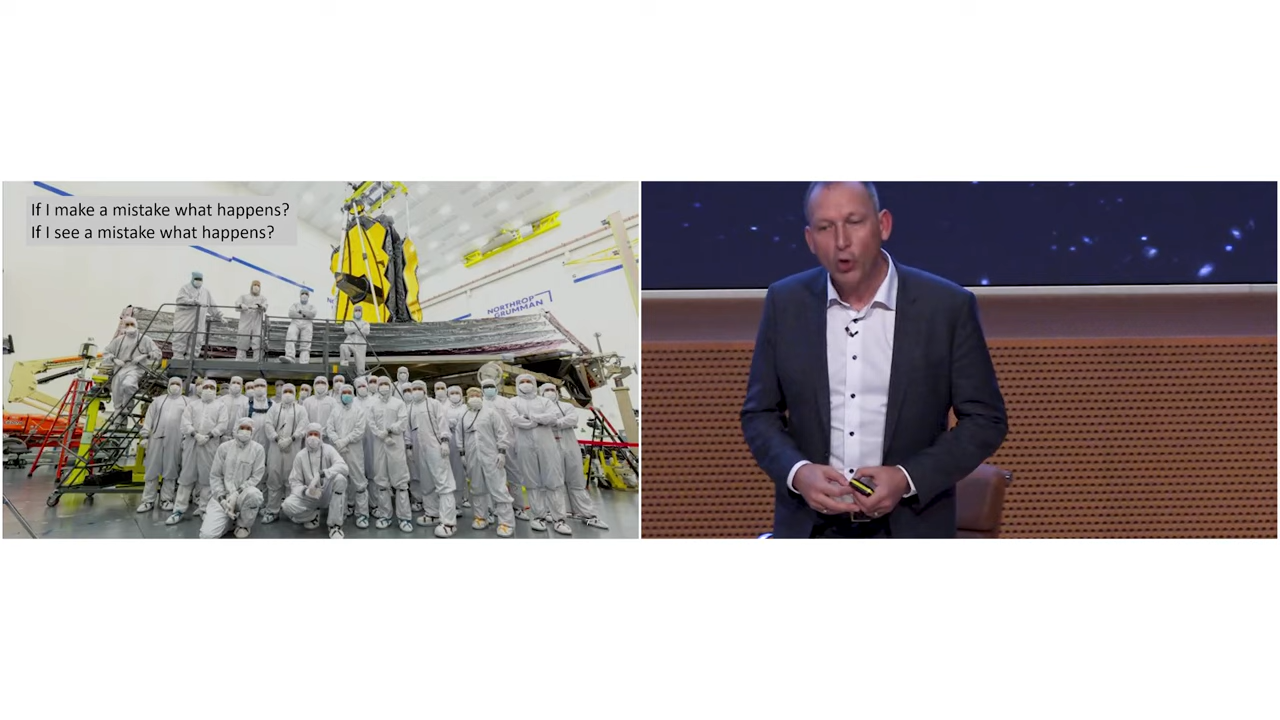 If I make a mistake what happens?
If I see a mistake what happens?
NORTHROP
GRUMMAN